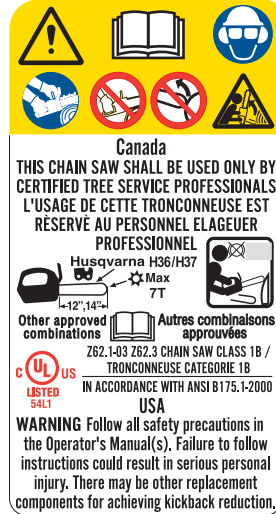 Canada
THIS CHAIN SAW SHALL BE USED ONLY BY
CERTIFIED TREE SERVICE PROFESSIONALS
L'USAGE DE CETTE TRONCONNEUSE EST
RÈSERVÈ AU PERSONNEL ELAGEUER
PROFESSIONNEL
Husqvarna H36/H37
Max
7T
12",14"
Other approved combinations
Autres combinaisons approuvées
Z62.1-03 Z62.3 CHAIN SAW CLASS 1B /
TRONCONNEUSE CATEGORIE 1B
C UL US
LISTED
54L1
IN ACCORDANCE WITH ANSI B175.1-2000
USA
WARNING Follow all safety precautions in
the Operator's Manual(s). Failure to follow
instructions could result in serious personal
injury. There may be other replacement
components for achieving kickback reduction.